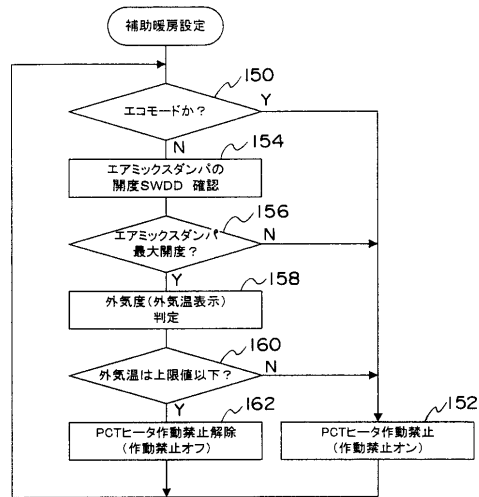 補助暖房設定
150
エコモードか?
Y
N
154
エアミックスダンパの
開度SWDD 確認
156
エアミックスダンパ
最大開度?
N
Y
158
外気度(外気温表示)
判定
160
外気温は上限値以下?
N
Y
162
PCTヒータ作動禁止解除
(作動禁止オフ)
152
PCTヒータ作動禁止
(作動禁止オン)